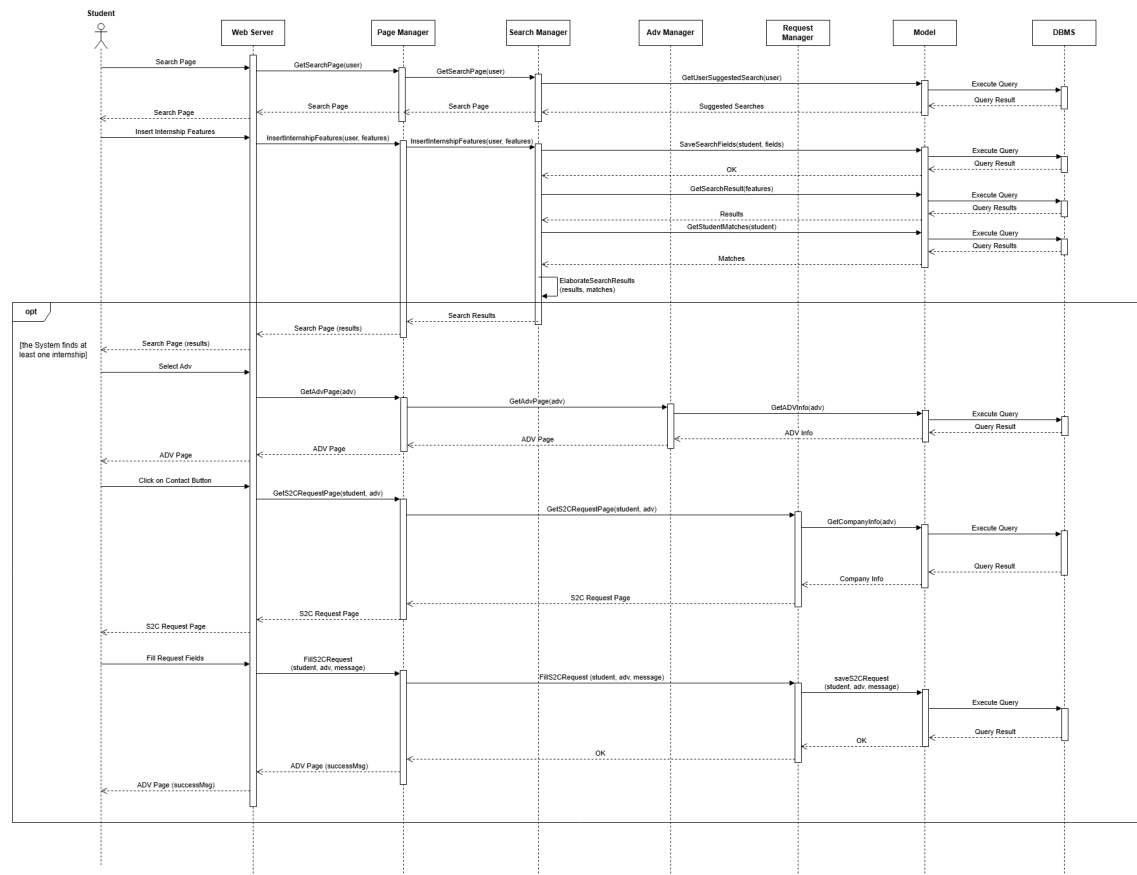 Student
Web Server
Page Manager
Search Manager
Adv Manager
Request
Manager
Model
DBMS
Search Page
GetSearchPage(user)
GetSearchPage(user)
GetUserSuggestedSearch(user)
Execute Query
Query Result
Suggested Searches
Search Page
Search Page
Search Page
Insert Internship Features
InsertInternshipFeatures(user, features)
InsertInternshipFeatures(user, features)
SaveSearchFields(student, fields)
Execute Query
Query Result
OK
GetSearchResult(features)
Execute Query
Query Results
Results
GetStudentMatches(student)
Execute Query
Query Results
Matches
ElaborateSearchResults
(results, matches)
opt
[the System finds at
least one internship]
Search Results
Search Page (results)
Search Page (results)
Select Adv
GetAdvPage(adv)
GetAdvPage(adv)
GetADVInfo(adv)
Execute Query
Query Result
ADV Info
ADV Page
ADV Page
ADV Page
Click on Contact Button
GetS2CRequestPage(student, adv)
GetS2CRequestPage(student, adv)
GetCompanyInfo(adv)
Execute Query
Query Result
Company Info
S2C Request Page
S2C Request Page
S2C Request Page
Fill Request Fields
FillS2CRequest
(student, adv, message)
FillS2CRequest (student, adv, message)
saveS2CRequest
(student, adv, message)
Execute Query
Query Result
OK
OK
ADV Page (successMsg)
ADV Page (successMsg)